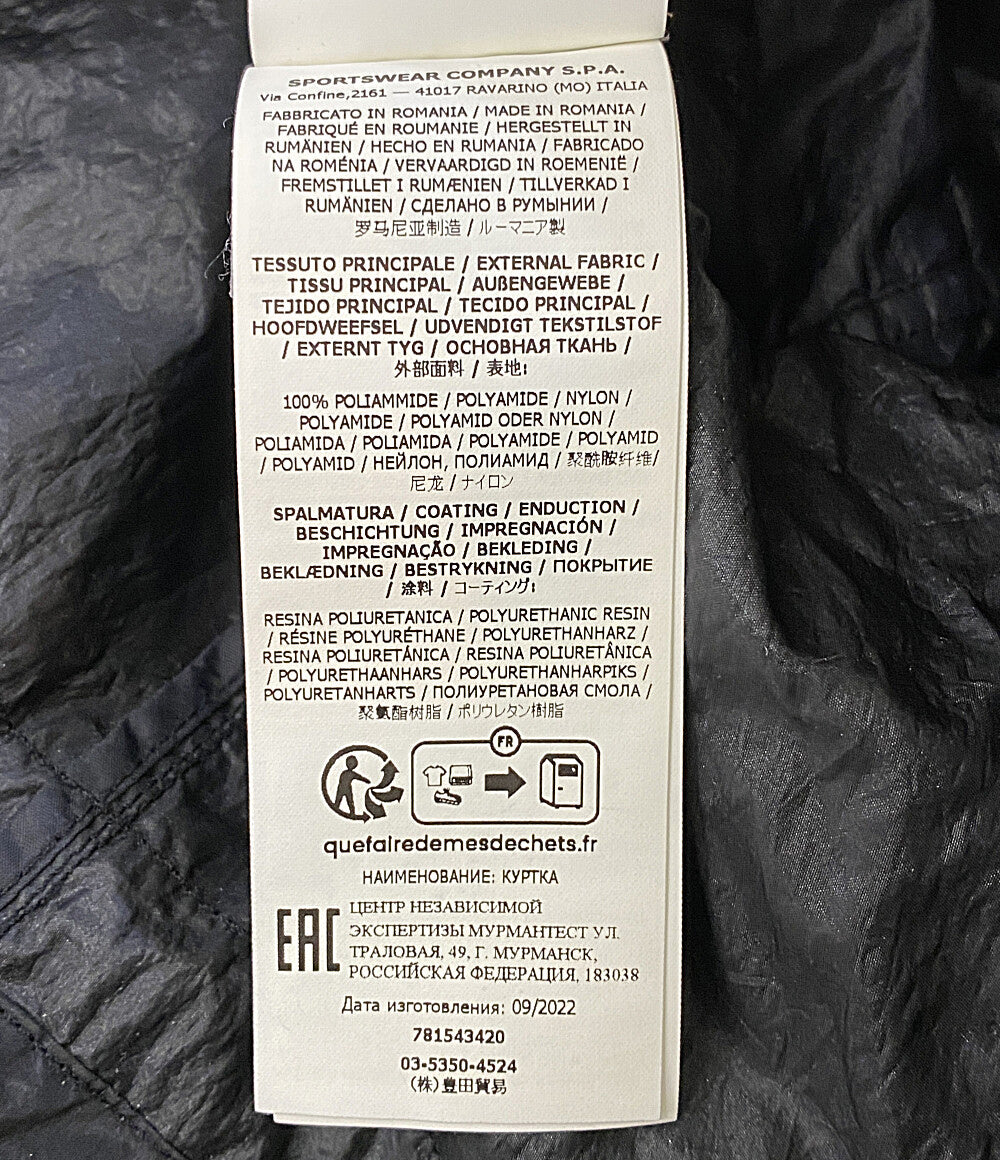 SPORTSWEAR COMPANY S.P.A.
Via Confine,2161 — 41017 RAVARINO (MO) ITALIA
FABBRICATO IN ROMANIA / MADE IN ROMANIA /
FABRIQUÉ EN ROUMANIE / HERGESTELLT IN
RUMÄNIEN / HECHO EN RUMANIA / FABRICADO
NA ROMÉNIA / VERVAARDIGD IN ROEMENIË /
FREMSTILLET I RUMÆNIEN / TILLVERKAD I
RUMÄNIEN / СДЕЛАНО В РУМЫНИИ /
罗马尼亚制造 / ルーマニア製
TESSUTO PRINCIPALE / EXTERNAL FABRIC /
TISSU PRINCIPAL / AUßENGEWEBE /
TEJIDO PRINCIPAL / TECIDO PRINCIPAL /
HOOFDWEEFSEL / UDVENDIGT TEKSTILSTOF
/ EXTERNT TYG / ОСНОВНАЯ ТКАНЬ /
外部面料 / 表地:
100% POLIAMMIDE / POLYAMIDE / NYLON /
POLYAMIDE / POLYAMID ODER NYLON /
POLIAMIDA / POLIAMIDA / POLYAMIDE / POLYAMID
/ POLYAMID / НЕЙЛОН, ПОЛИАМИД / 聚酰胺纤维/
尼龙 / ナイロン
SPALMATURA / COATING / ENDUCTION /
BESCHICHTUNG / IMPREGNACIÓN /
IMPREGNAÇÃO / BEKLEDING /
BEKLÆDNING / BESTRYKNING / ПОКРЫТИЕ
/ 涂料 / コーティング:
RESINA POLIURETANICA / POLYURETHANIC RESIN
/ RÉSINE POLYURÉTHANE / POLYURETHANHARZ /
RESINA POLIURETÁNICA / RESINA POLIURETÂNICA
/ POLYURETHAANHARS / POLYURETHANHARPIKS /
POLYURETANHARTS / ПОЛИУРЕТАНОВАЯ СМОЛА /
聚氨酯树脂 / ポリウレタン樹脂
FR
quefairedemesdechets.fr
НАИМЕНОВАНИЕ: КУРТКА
EAC
ЦЕНТР НЕЗАВИСИМОЙ
ЭКСПЕРТИЗЫ МУРМАНТЕСТ УЛ.
ТРАЛОВАЯ, 49, Г. МУРМАНСК,
РОССИЙСКАЯ ФЕДЕРАЦИЯ, 183038
Дата изготовления: 09/2022
781543420
03-5350-4524
(株)豊田貿易